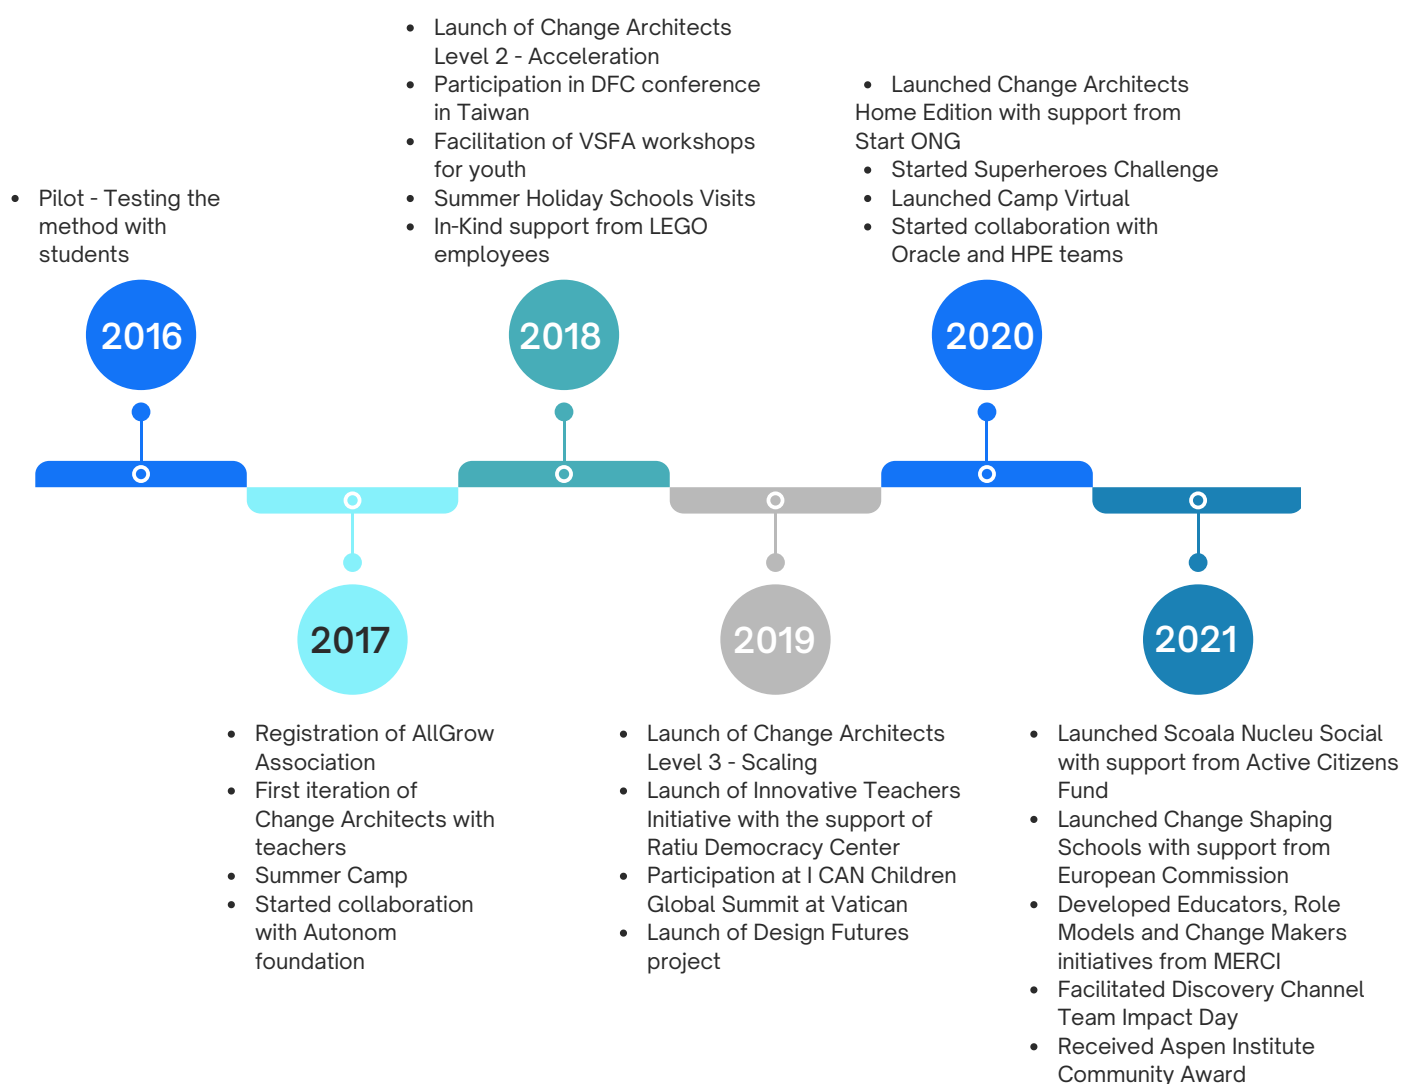 • Pilot - Testing the
method with
students
2016
• Registration of AllGrow
Association
• First iteration of
Change Architects with
teachers
• Summer Camp
• Started collaboration
with Autonom
foundation
2017
• Launch of Change Architects
Level 2 - Acceleration
• Participation in DFC conference
in Taiwan
• Facilitation of VSFA workshops
for youth
• Summer Holiday Schools Visits
• In-Kind support from LEGO
employees
2018
2019
• Launch of Change Architects
Level 3 - Scaling
• Launch of Innovative Teachers
Initiative with the support of
Ratiu Democracy Center
• Participation at I CAN Children
Global Summit at Vatican
• Launch of Design Futures
project
• Launched Change Architects
Home Edition with support from
Start ONG
• Started Superheroes Challenge
• Launched Camp Virtual
• Started collaboration with
Oracle and HPE teams
2020
2021
• Launched Scoala Nucleu Social
with support from Active Citizens
Fund
• Launched Change Shaping
Schools with support from
European Commission
• Developed Educators, Role
Models and Change Makers
initiatives from MERCI
• Facilitated Discovery Channel
Team Impact Day
• Received Aspen Institute
Community Award